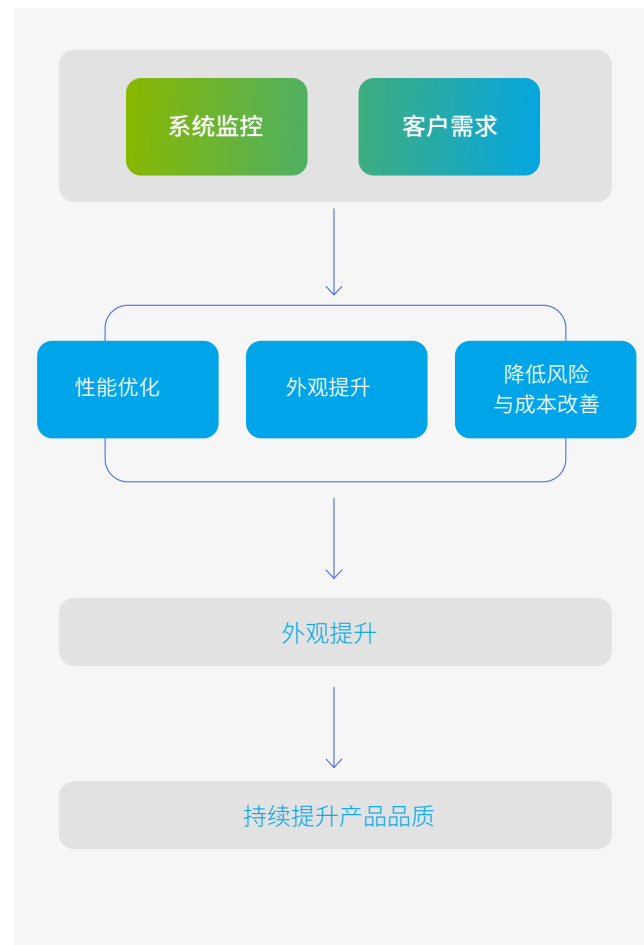 系统监控
客户需求
性能优化
外观提升
降低风险
与成本改善
外观提升
持续提升产品品质